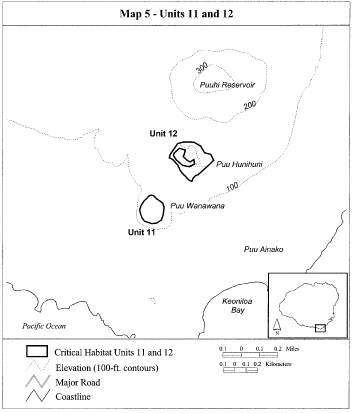 Map 5 - Units 11 and 12
300
Puuhi Reservoir
200
Unit 12
Puu Hunihuni
100
Puu Wanawana
Unit 11
Puu Ainako
Keoniloa
Bay
Pacific Ocean
N
Critical Habitat Units 11 and 12
Elevation (100-ft. contours)
Major Road
Coastline
0.1 0 0.1 0.2 Miles
0.1 0 0.1 0.2 Kilometers